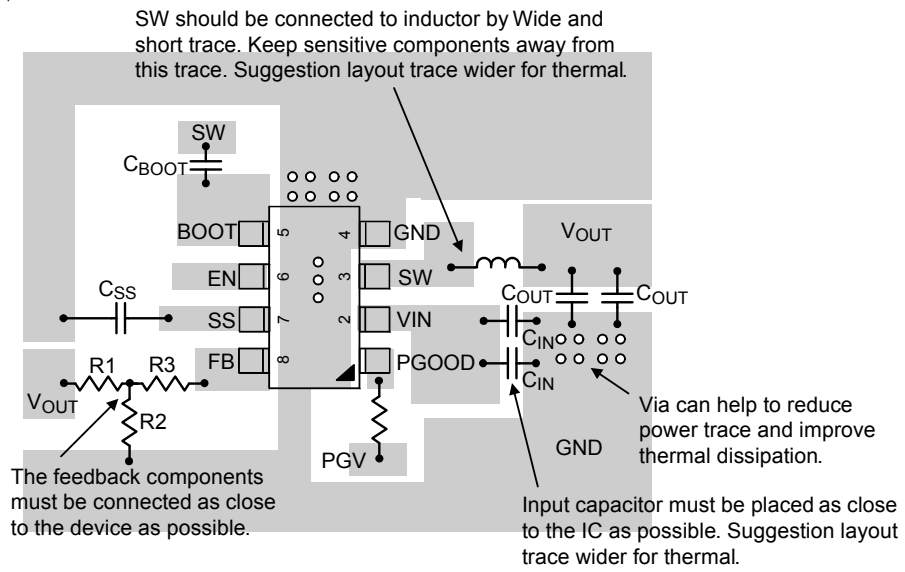 SW should be connected to inductor by Wide and
short trace. Keep sensitive components away from
this trace. Suggestion layout trace wider for thermal.
SW
CBOOT
BOOT
5
4
GND
VOUT
EN
6
3
SW
CSS
COUT
COUT
SS
7
2
VIN
CIN
FB
8
PGOOD
CIN
R1
R3
VOUT
R2
Via can help to reduce
power trace and improve
thermal dissipation.
PGV
GND
The feedback components
must be connected as close
to the device as possible.
Input capacitor must be placed as close
to the IC as possible. Suggestion layout
trace wider for thermal.